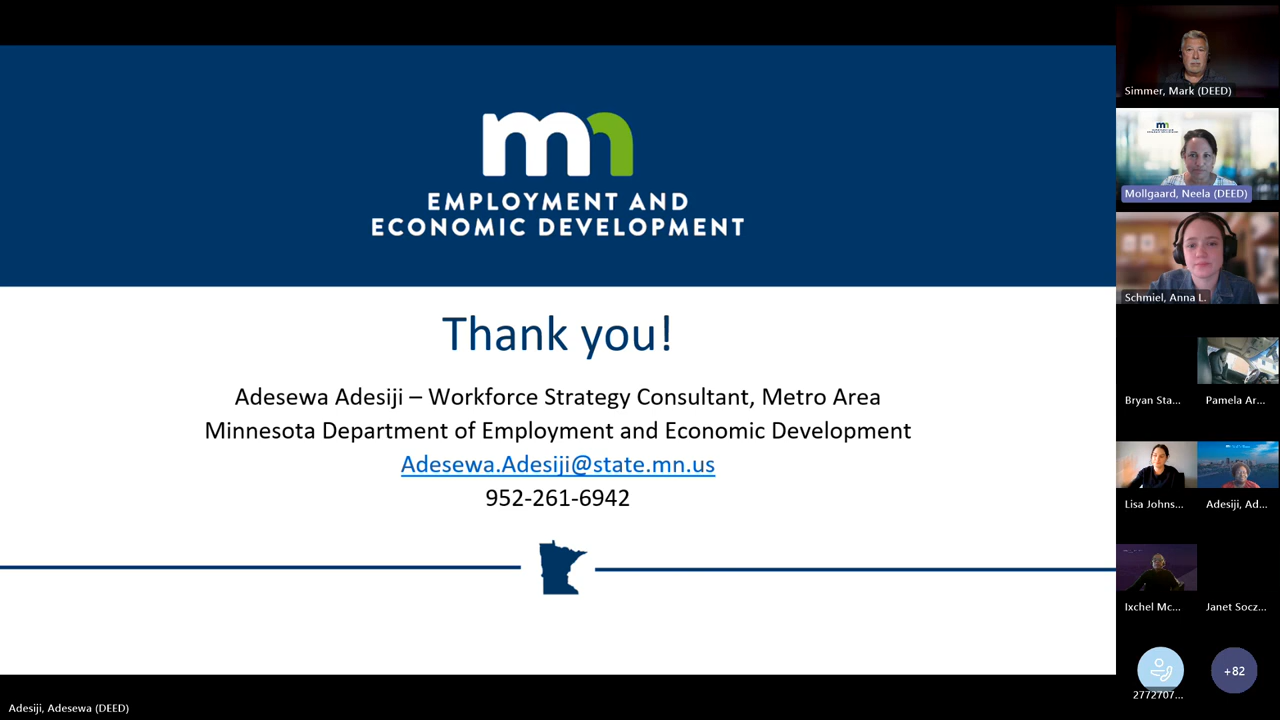 mn
EMPLOYMENT AND
ECONOMIC DEVELOPMENT
Thank you!
Adesewa Adesiji – Workforce Strategy Consultant, Metro Area
Minnesota Department of Employment and Economic Development
Adesewa.Adesiji@state.mn.us
952-261-6942
Adesiji, Adesewa (DEED)
Simmer, Mark (DEED)
mn
Mollgaard, Neela (DEED)
Schmiel, Anna L.
Bryan Sta...
Pamela Ar...
Lisa Johns...
Adesiji, Ad...
Ixchel Mc...
Janet Socz...
2772707...
+82